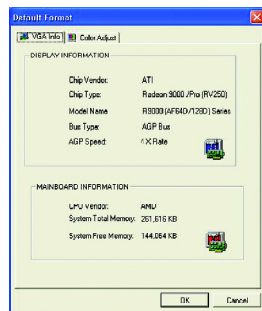 Default Format
VGA Info Color Adjust
DISPLAY INFORMATION
Chip Vendor: ATI
Chip Type: Radeon 9000 /Pro (RV250)
Model Name R9000 (AF64D/128D) Series
Bus Type: AGP Bus
AGP Speed: 4X Rate
MAINBOARD INFORMATION
CPU Vendor: AMD
System Total Memory: 261,616 KB
System Free Memory: 144,064 KB
OK Cancel